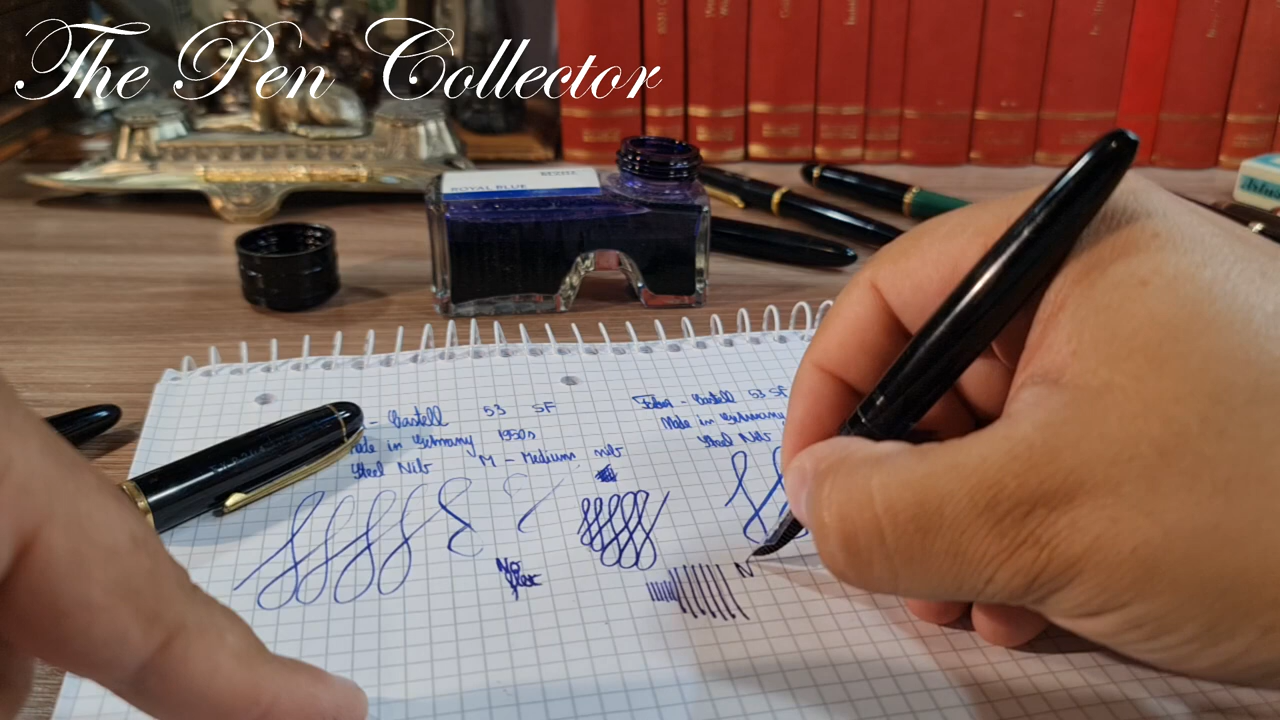 The Pen Collector
ROYAL BLUE
- Castell 53 SF
Made in Germany 1950s
Steel Nib M - Medium nib
No
flex
Faber - Castell 53 SF
Made in Germany
Steel Nib
N